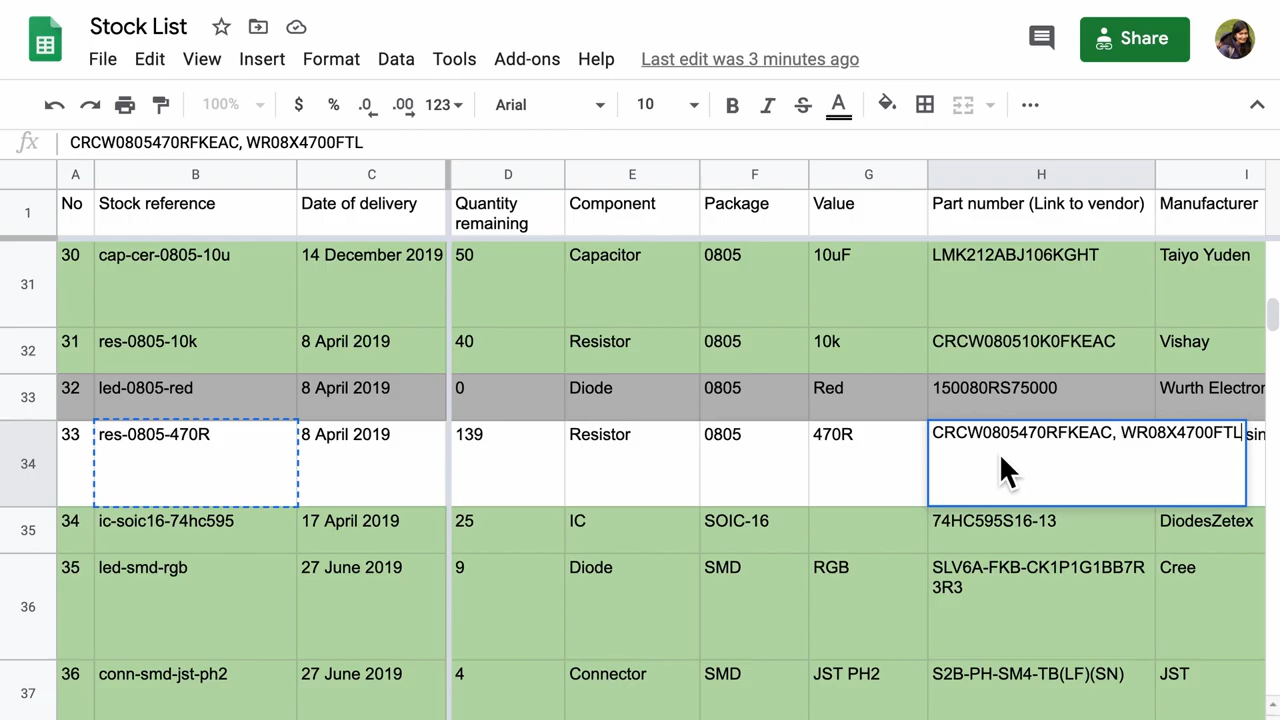 Stock List
File Edit View Insert Format Data Tools Add-ons Help Last edit was 3 minutes ago
Share
100% $ % .0 .00 123 Arial 10 B I S A
fx CRCW0805470RFKEAC, WR08X4700FTL
A B C D E F G H I
1 No Stock reference Date of delivery Quantity remaining Component Package Value Part number (Link to vendor) Manufacturer
31 30 cap-cer-0805-10u 14 December 2019 50 Capacitor 0805 10uF LMK212ABJ106KGHT Taiyo Yuden
32 31 res-0805-10k 8 April 2019 40 Resistor 0805 10k CRCW080510K0FKEAC Vishay
33 32 led-0805-red 8 April 2019 0 Diode 0805 Red 150080RS75000 Wurth Electror
34 33 res-0805-470R 8 April 2019 139 Resistor 0805 470R CRCW0805470RFKEAC, WR08X4700FTL sin
35 34 ic-soic16-74hc595 17 April 2019 25 IC SOIC-16 74HC595S16-13 DiodesZetex
36 35 led-smd-rgb 27 June 2019 9 Diode SMD RGB SLV6A-FKB-CK1P1G1BB7R Cree
3R3
37 36 conn-smd-jst-ph2 27 June 2019 4 Connector SMD JST PH2 S2B-PH-SM4-TB(LF)(SN) JST